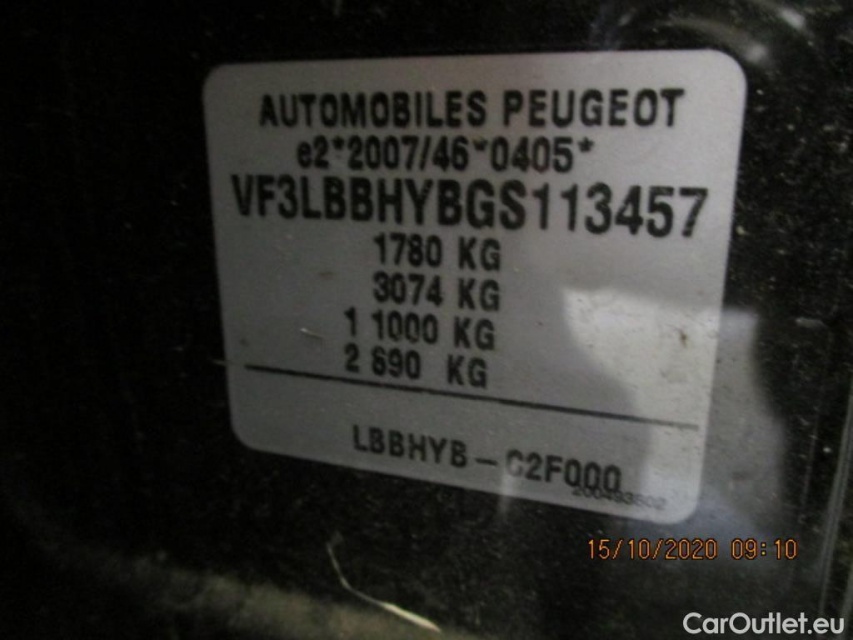 AUTOMOBILES PEUGEOT
e2*2007/46*0405*
VF3LBBHYBGS113457
1780 KG
3074 KG
1 1000 KG
2 890 KG
LBBHYB-C2F000
15/10/2020 09:10
CarOutlet.eu